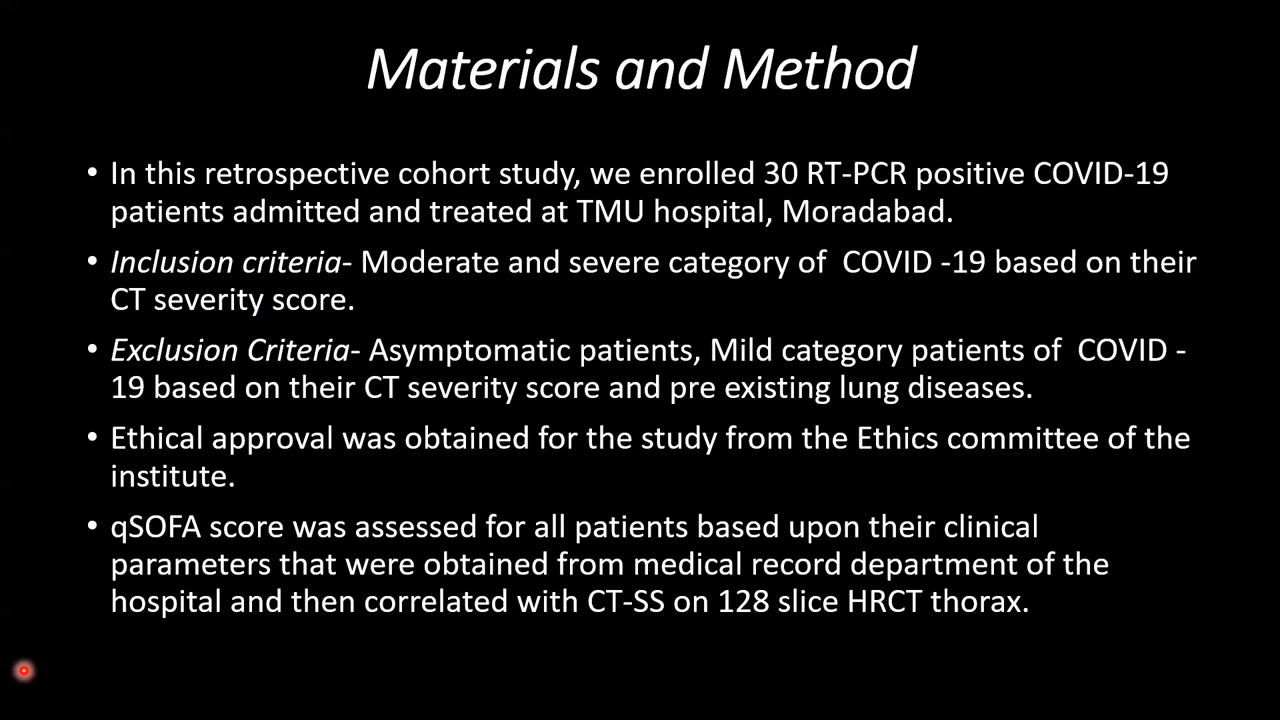 Materials and Method
• In this retrospective cohort study, we enrolled 30 RT-PCR positive COVID-19
patients admitted and treated at TMU hospital, Moradabad.
• Inclusion criteria- Moderate and severe category of  COVID -19 based on their
CT severity score.
• Exclusion Criteria- Asymptomatic patients, Mild category patients of  COVID -
19 based on their CT severity score and pre existing lung diseases.
• Ethical approval was obtained for the study from the Ethics committee of the
institute.
• qSOFA score was assessed for all patients based upon their clinical
parameters that were obtained from medical record department of the
hospital and then correlated with CT-SS on 128 slice HRCT thorax.